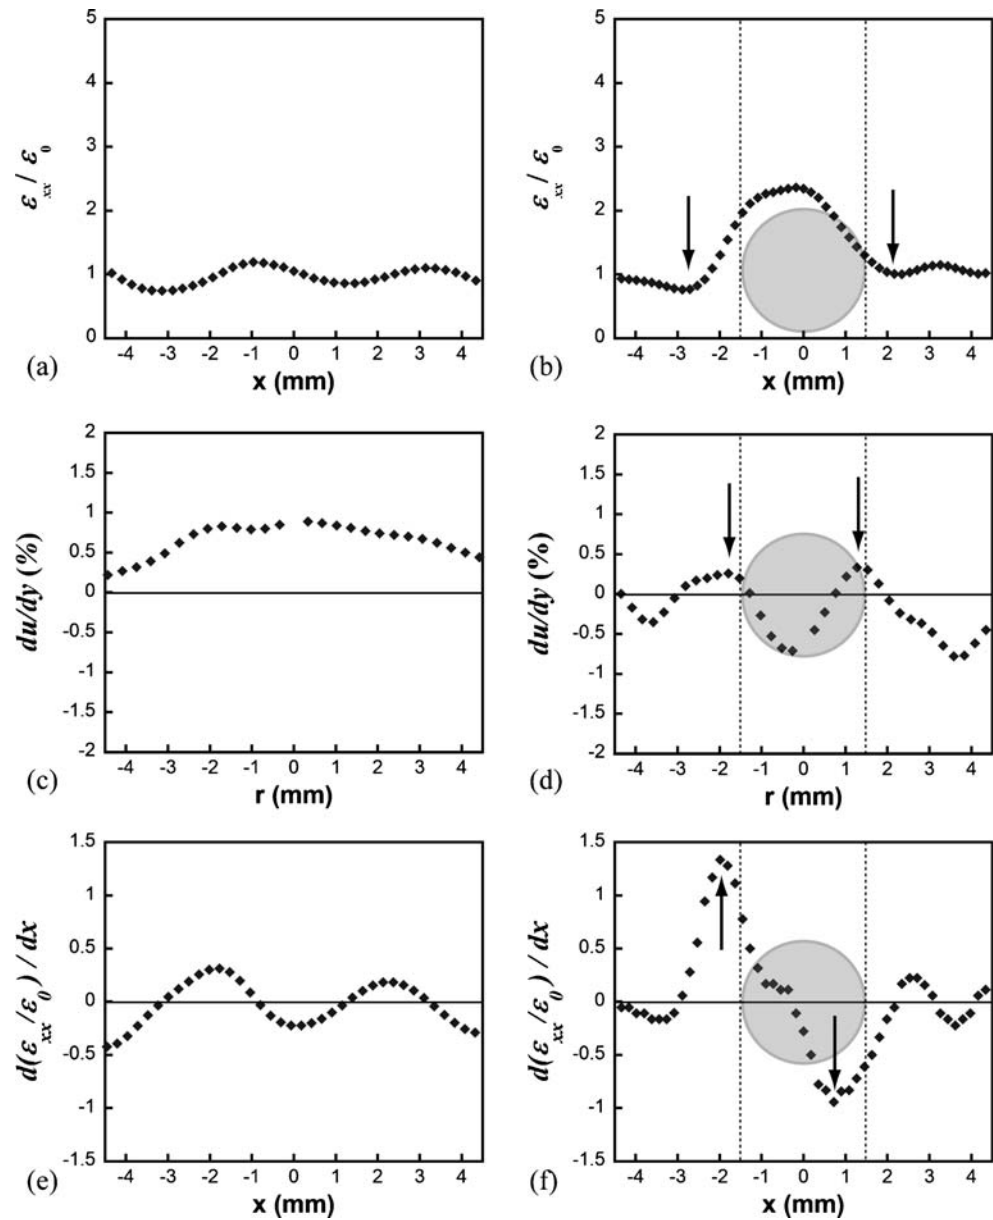 5
4
3
2
1
0
ε_xx / ε_0
-4 -3 -2 -1 0 1 2 3 4
(a)
x (mm)
5
4
3
2
1
0
ε_xx / ε_0
-4 -3 -2 -1 0 1 2 3 4
(b)
x (mm)
2
1.5
1
0.5
0
-0.5
-1
-1.5
-2
du/dy (%)
-4 -3 -2 -1 0 1 2 3 4
(c)
r (mm)
2
1.5
1
0.5
0
-0.5
-1
-1.5
-2
du/dy (%)
-4 -3 -2 -1 0 1 2 3 4
(d)
r (mm)
1.5
1
0.5
0
-0.5
-1
-1.5
d(ε_xx/ε_0) / dx
-4 -3 -2 -1 0 1 2 3 4
(e)
x (mm)
1.5
1
0.5
0
-0.5
-1
-1.5
d(ε_xx/ε_0) / dx
-4 -3 -2 -1 0 1 2 3 4
(f)
x (mm)